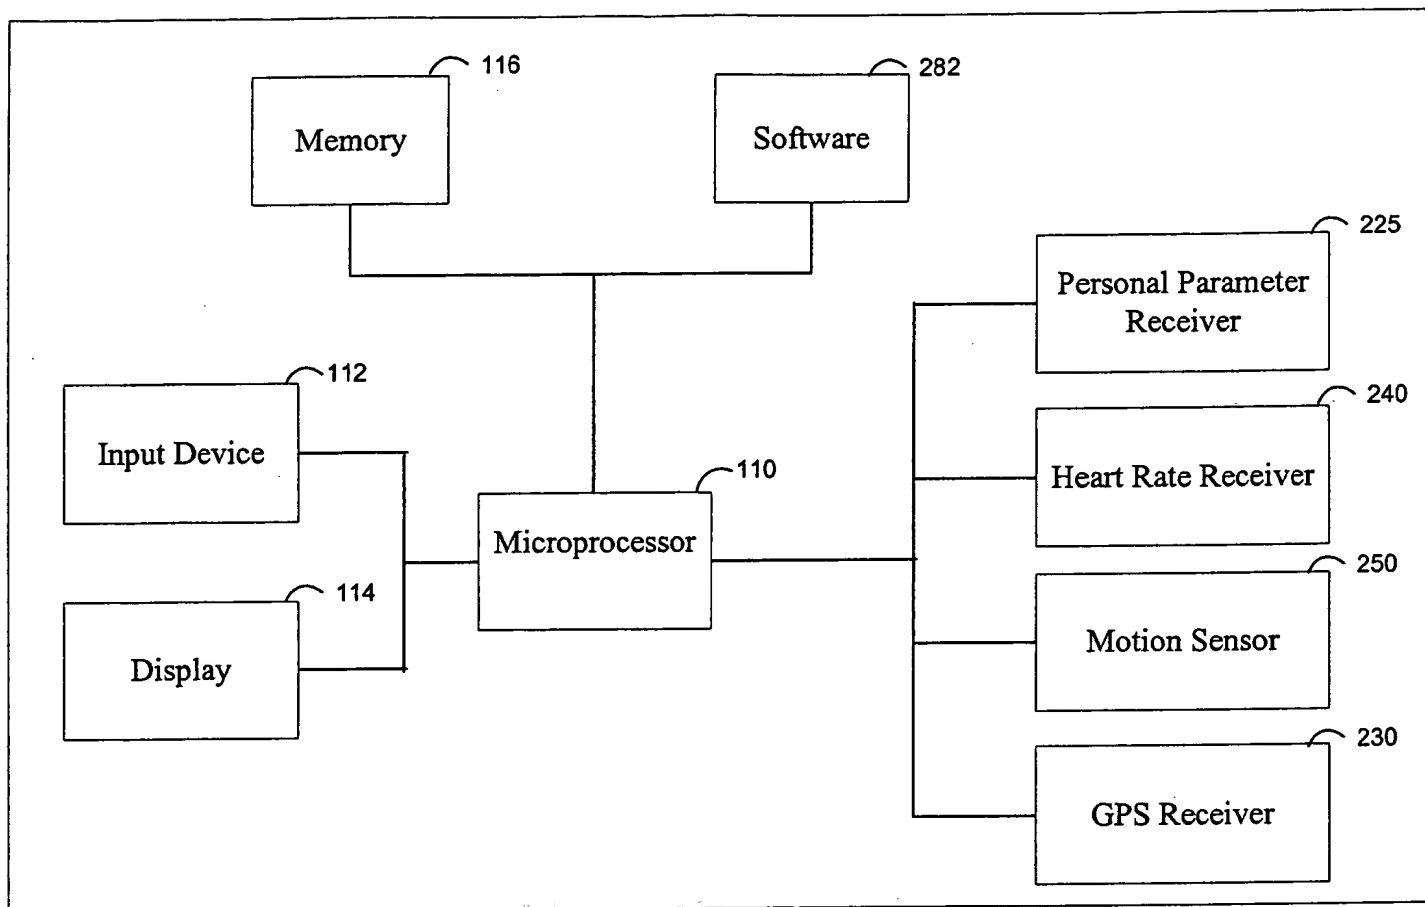 116
Memory
282
Software
225
Personal Parameter
Receiver
112
Input Device
240
Heart Rate Receiver
110
Microprocessor
114
Display
250
Motion Sensor
230
GPS Receiver